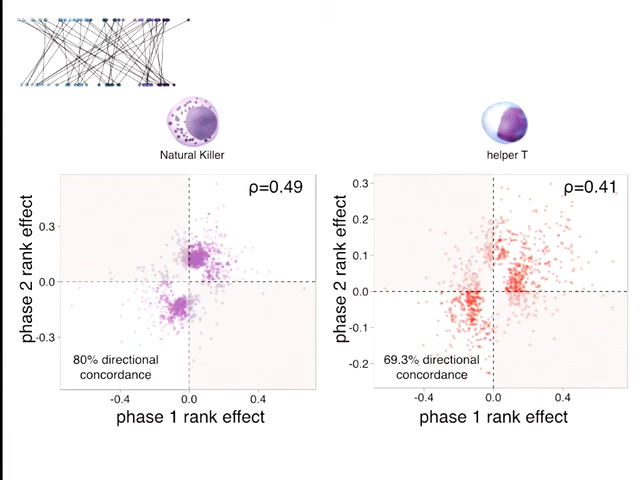 Natural Killer
helper T
ρ=0.49
ρ=0.41
phase 2 rank effect
0.3
0.0
-0.3
80% directional
concordance
-0.4
0.0
0.4
phase 1 rank effect
phase 2 rank effect
0.3
0.2
0.1
0.0
-0.1
-0.2
69.3% directional
concordance
-0.4
0.0
0.4
phase 1 rank effect